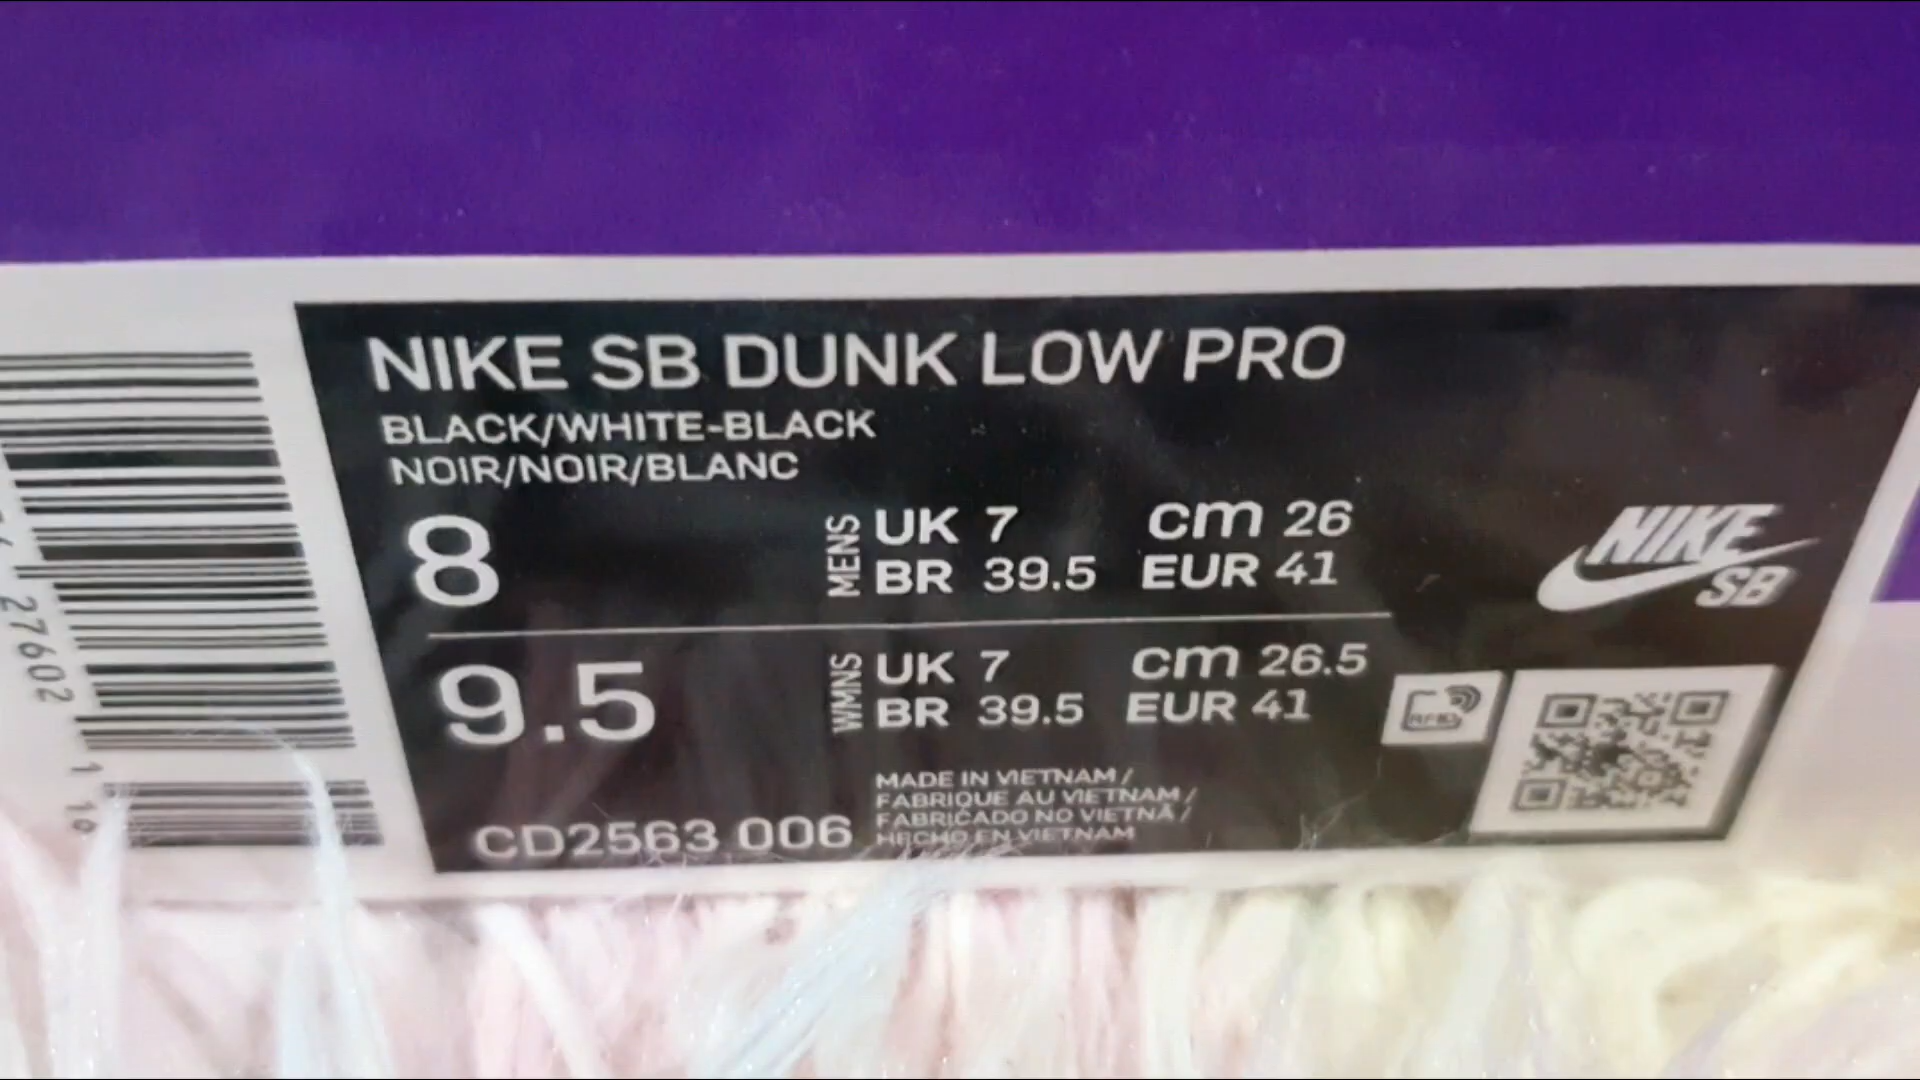 NIKE SB DUNK LOW PRO
BLACK/WHITE-BLACK
NOIR/NOIR/BLANC
8
MENS
UK 7 cm 26
BR 39.5 EUR 41
9.5
WMNS
UK 7 cm 26.5
BR 39.5 EUR 41
MADE IN VIETNAM /
FABRIQUE AU VIETNAM /
FABRICADO NO VIETNÃ /
HECHO EN VIETNAM
CD2563 006
NIKE
SB
RFID
27602